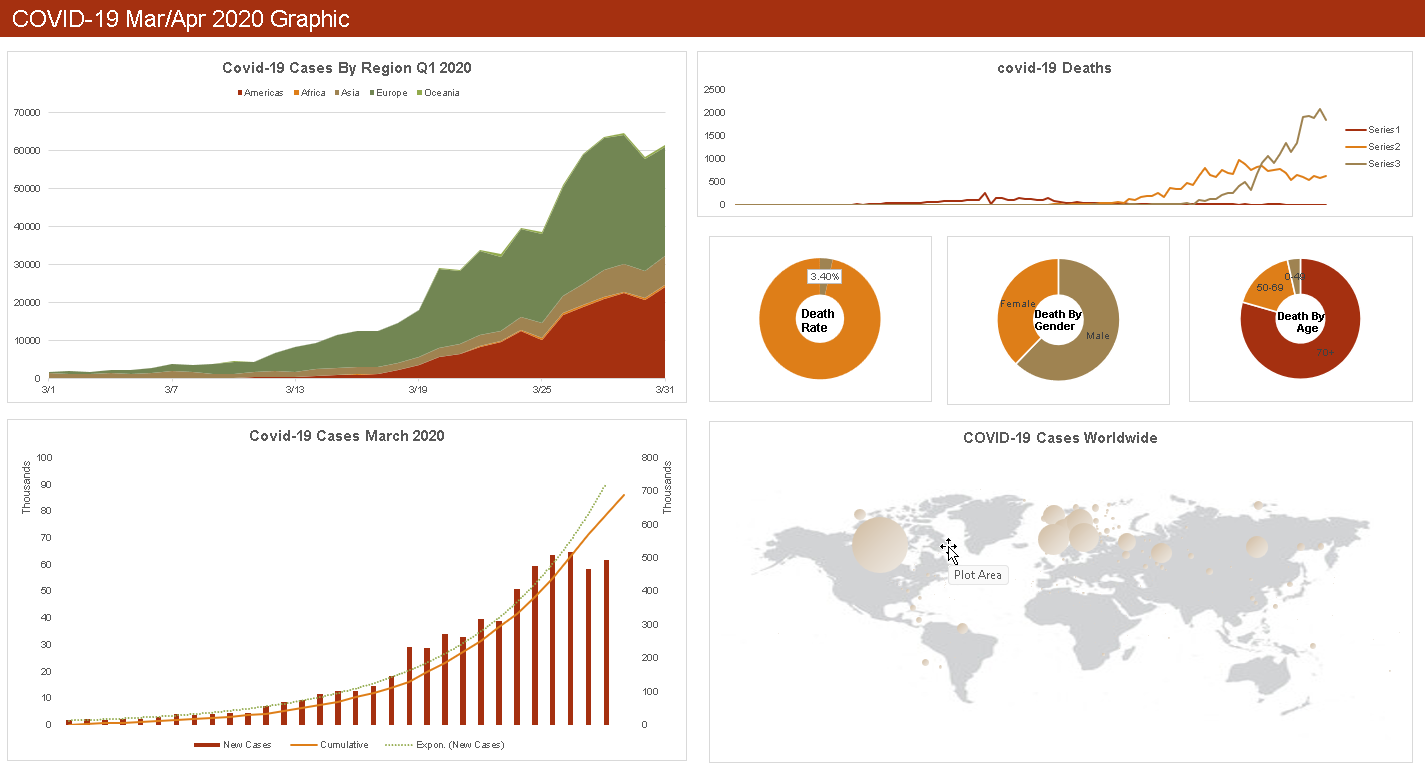 COVID-19 Mar/Apr 2020 Graphic
Covid-19 Cases By Region Q1 2020
Americas Africa Asia Europe Oceania
70000
60000
50000
40000
30000
20000
10000
0
3/1 3/7 3/13 3/19 3/25 3/31
covid-19 Deaths
2500
2000
1500
1000
500
0
Series1
Series2
Series3
3.40%
Death
Rate
Female
Death By
Gender
Male
0-49
50-69
Death By
Age
70+
Covid-19 Cases March 2020
Thousands
100
90
80
70
60
50
40
30
20
10
0
800
700
600
500
400
300
200
100
0
Thousands
New Cases Cumulative Expon. (New Cases)
COVID-19 Cases Worldwide
Plot Area